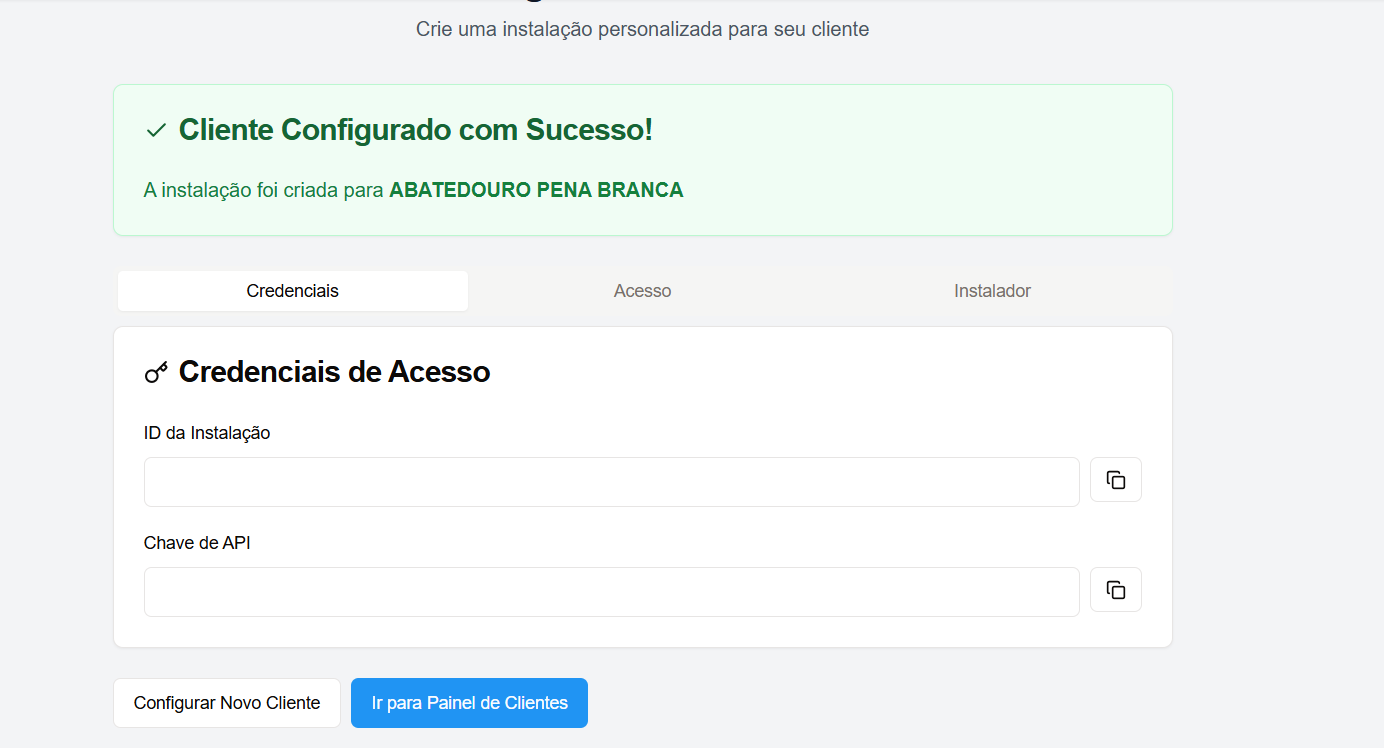 Crie uma instalação personalizada para seu cliente
Cliente Configurado com Sucesso!
A instalação foi criada para ABATEDOURO PENA BRANCA
Credenciais
Acesso
Instalador
Credenciais de Acesso
ID da Instalação
Chave de API
Configurar Novo Cliente
Ir para Painel de Clientes